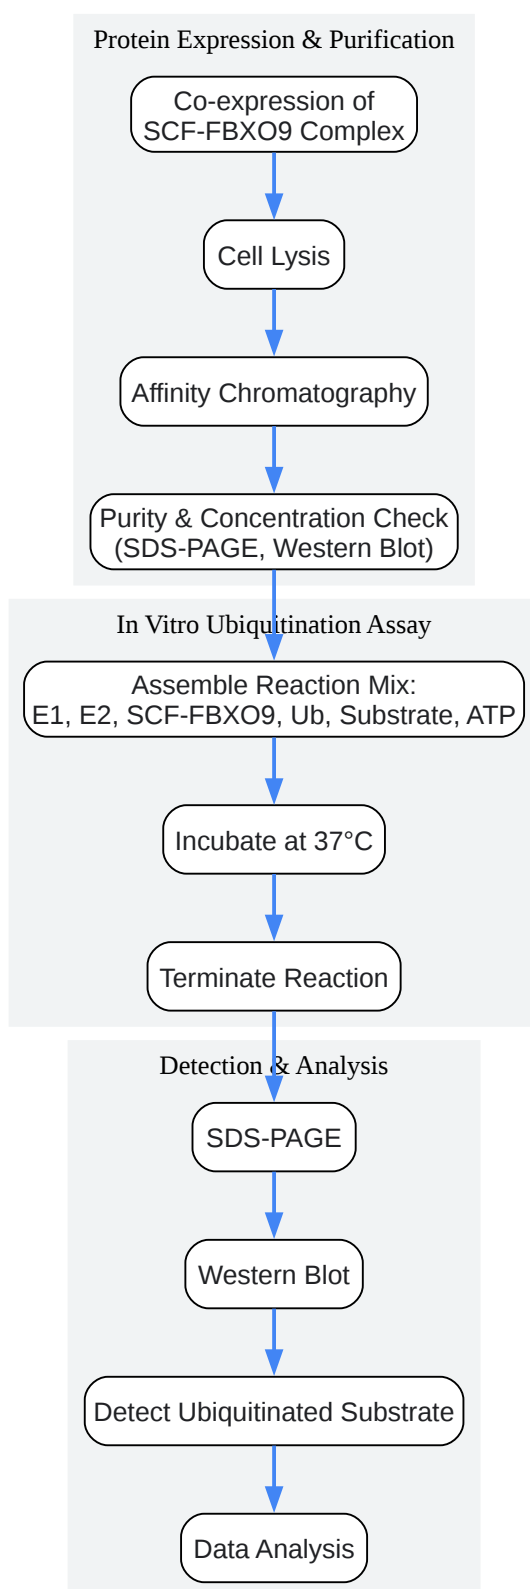 Protein Expression & Purification
Co-expression of
SCF-FBXO9 Complex
Cell Lysis
Affinity Chromatography
Purity & Concentration Check
(SDS-PAGE, Western Blot)
In Vitro Ubiquitination Assay
Assemble Reaction Mix:
E1, E2, SCF-FBXO9, Ub, Substrate, ATP
Incubate at 37°C
Terminate Reaction
Detection & Analysis
SDS-PAGE
Western Blot
Detect Ubiquitinated Substrate
Data Analysis